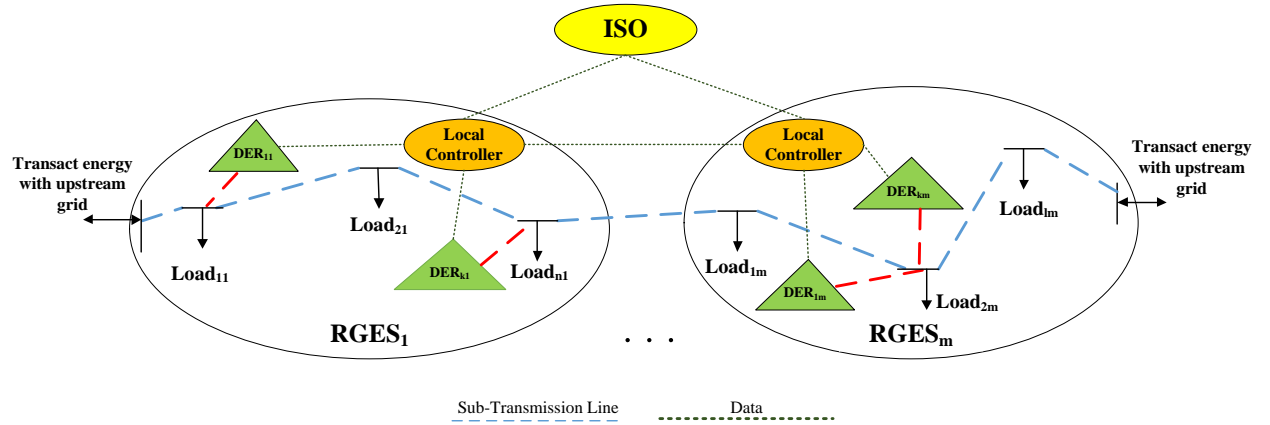 ISO
Local
Controller
Local
Controller
DER11
DERkm
Transact energy
with upstream
grid
Transact energy
with upstream
grid
Load21
Loadlm
Load11
DERk1
Loadn1
Load1m
DER1m
Load2m
RGES1
. . .
RGESm
Sub-Transmission Line
Data